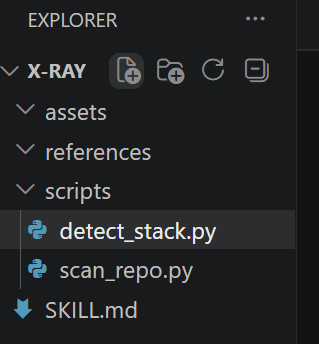 EXPLORER
X-RAY
assets
references
scripts
detect_stack.py
scan_repo.py
SKILL.md